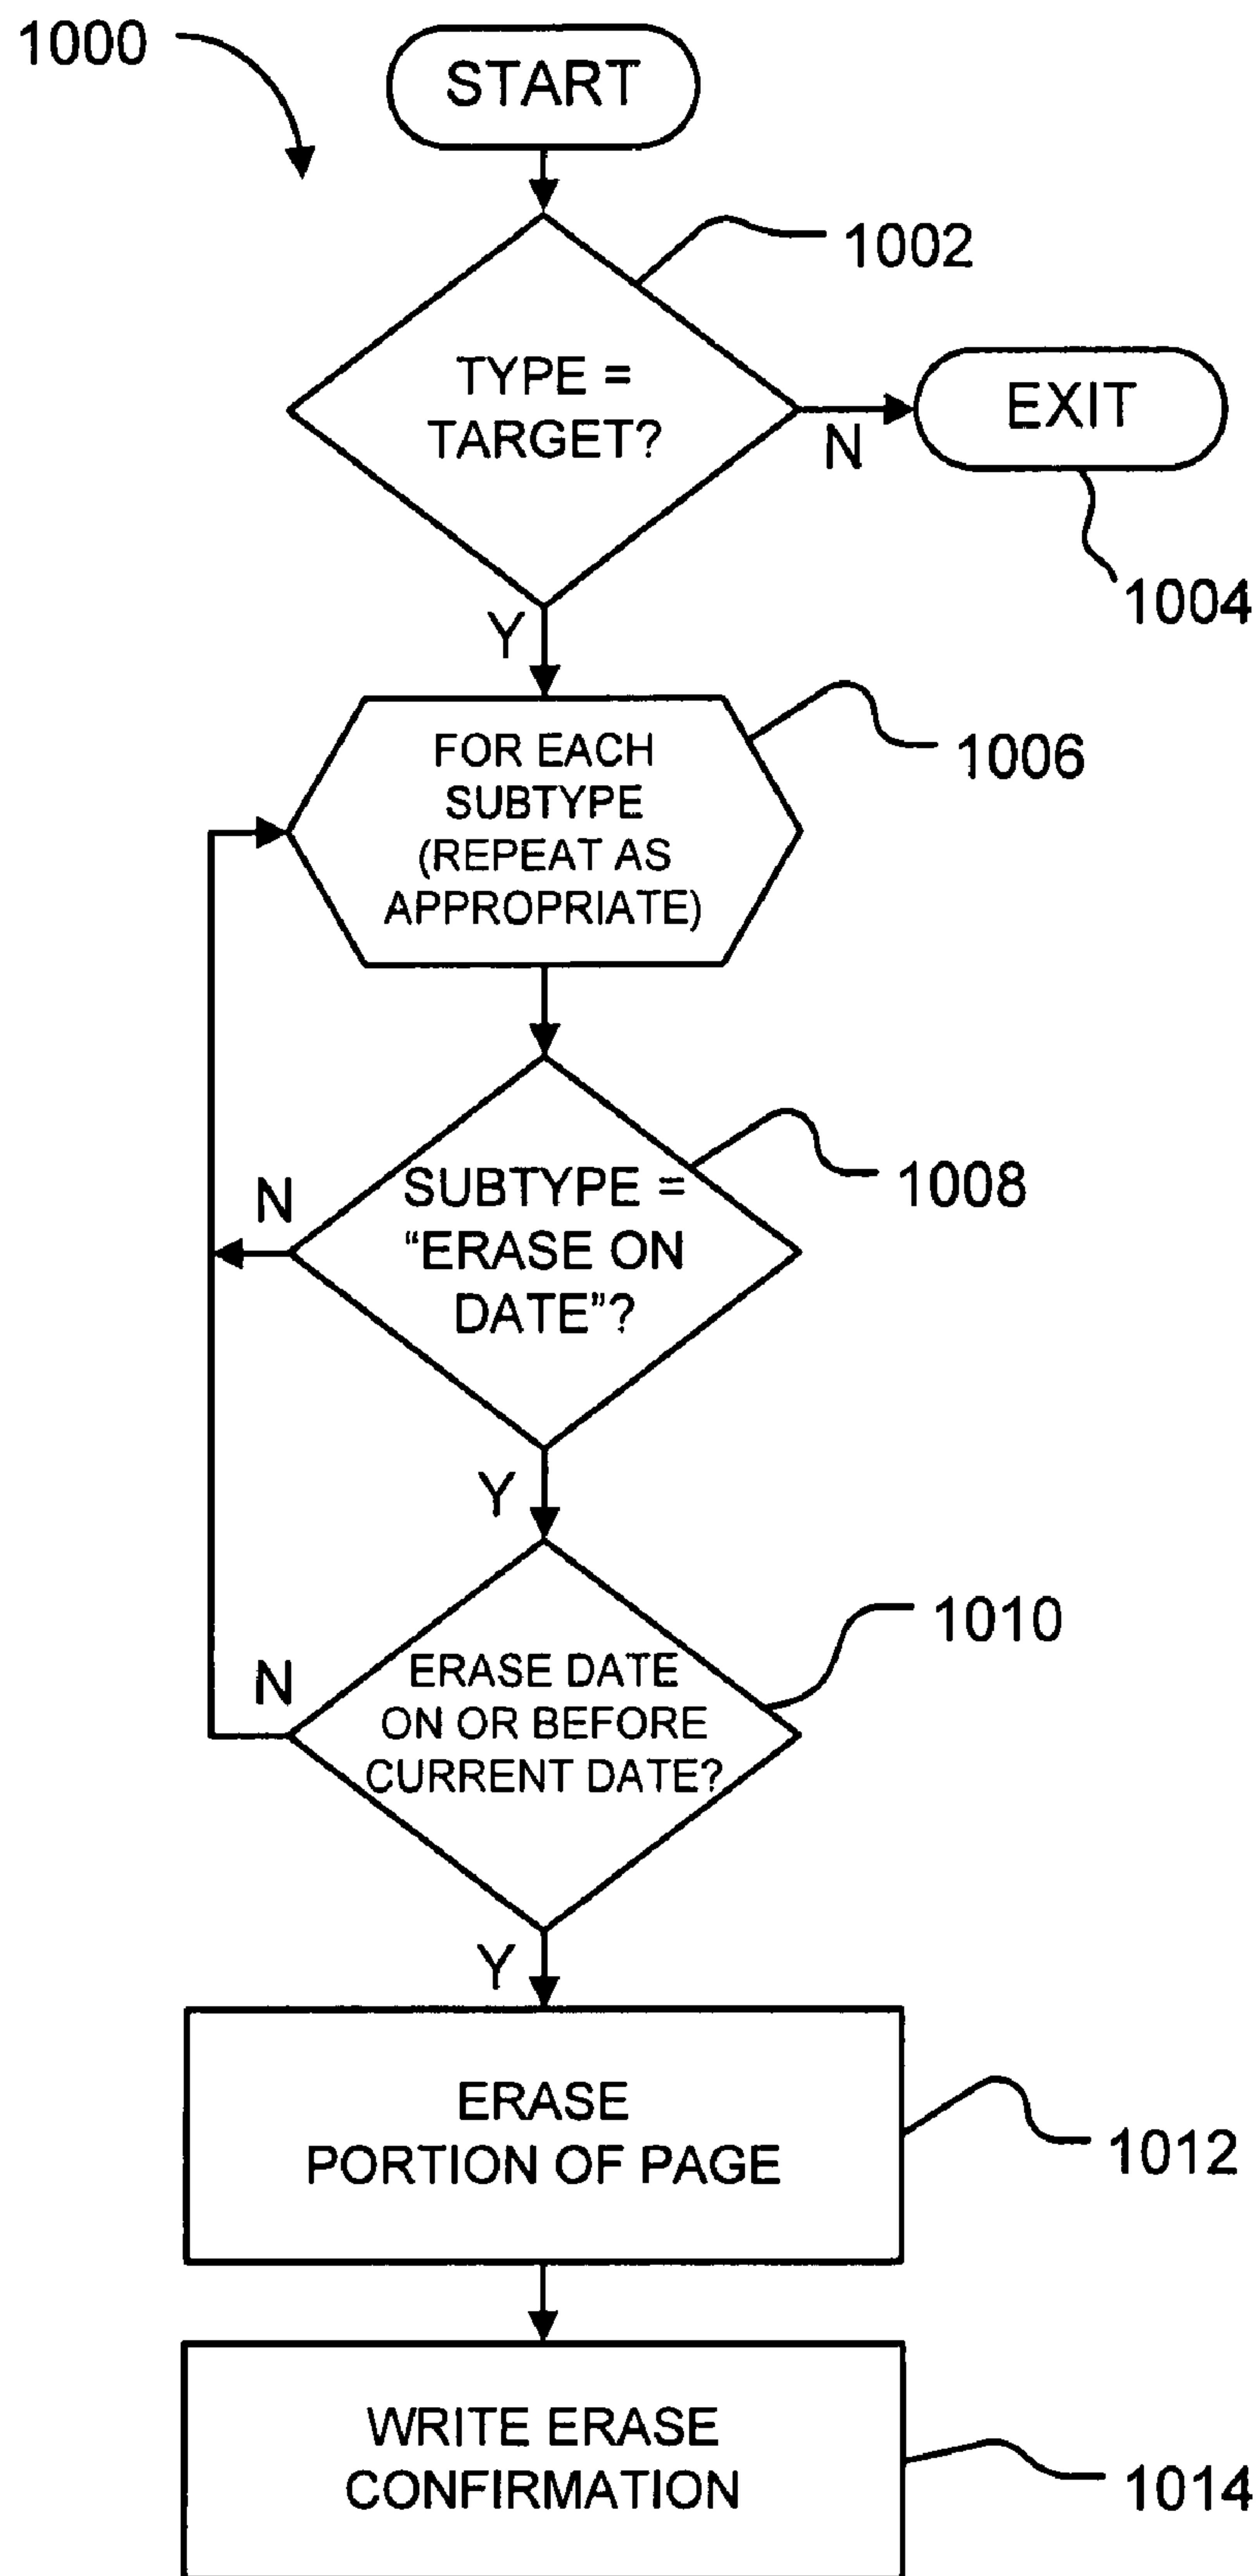 1000
START
1002
TYPE =
TARGET?
N
EXIT
1004
Y
FOR EACH
SUBTYPE
(REPEAT AS
APPROPRIATE)
1006
N
SUBTYPE =
“ERASE ON
DATE”?
1008
Y
N
ERASE DATE
ON OR BEFORE
CURRENT DATE?
1010
Y
ERASE
PORTION OF PAGE
1012
WRITE ERASE
CONFIRMATION
1014